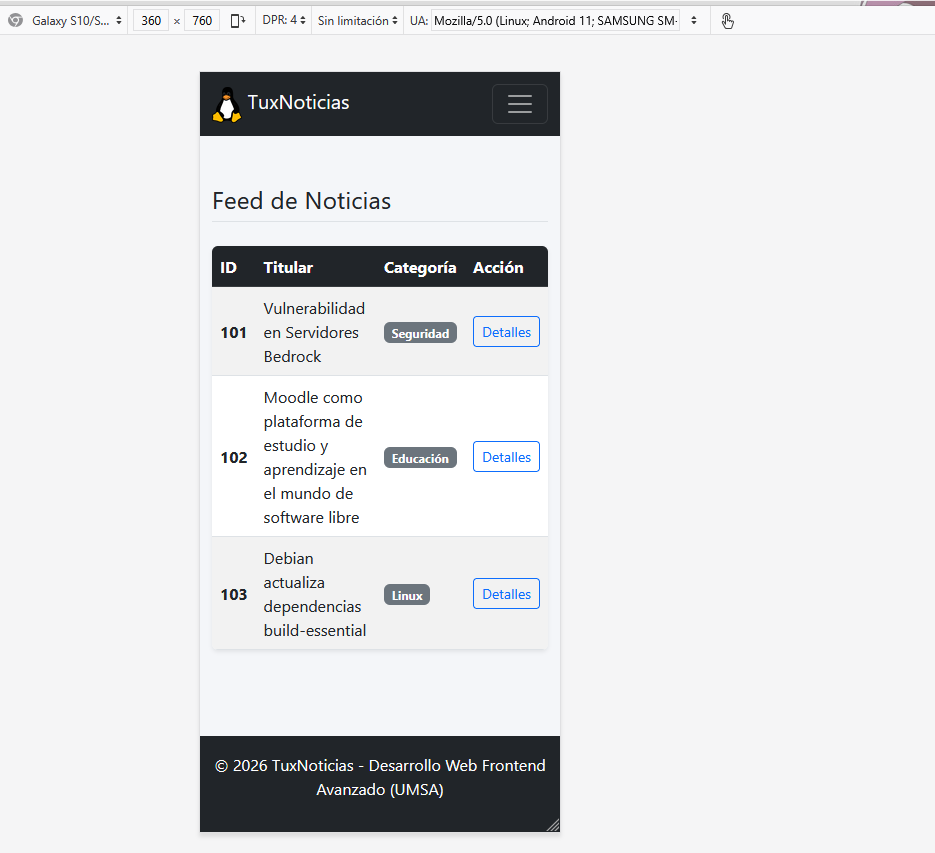 Galaxy S10/S... 360 × 760 DPR: 4 Sin limitación UA: Mozilla/5.0 (Linux; Android 11; SAMSUNG SM-
TuxNoticias
Feed de Noticias
ID Titular Categoría Acción
101 Vulnerabilidad en Servidores Bedrock Seguridad Detalles
102 Moodle como plataforma de estudio y aprendizaje en el mundo de software libre Educación Detalles
103 Debian actualiza dependencias build-essential Linux Detalles
© 2026 TuxNoticias - Desarrollo Web Frontend
Avanzado (UMSA)